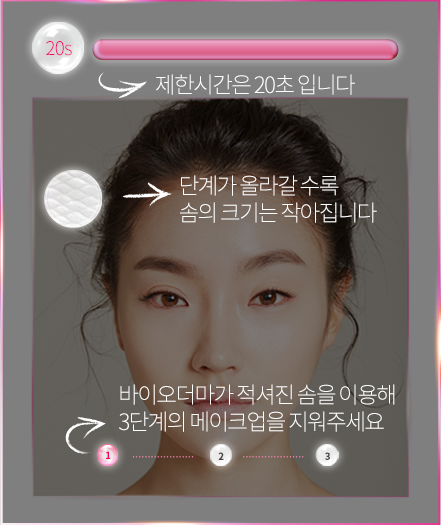 20s
제한시간은 20초 입니다
단계가 올라갈 수록
솜의 크기는 작아집니다
바이오더마가 적셔진 솜을 이용해
3단계의 메이크업을 지워주세요
1 2 3